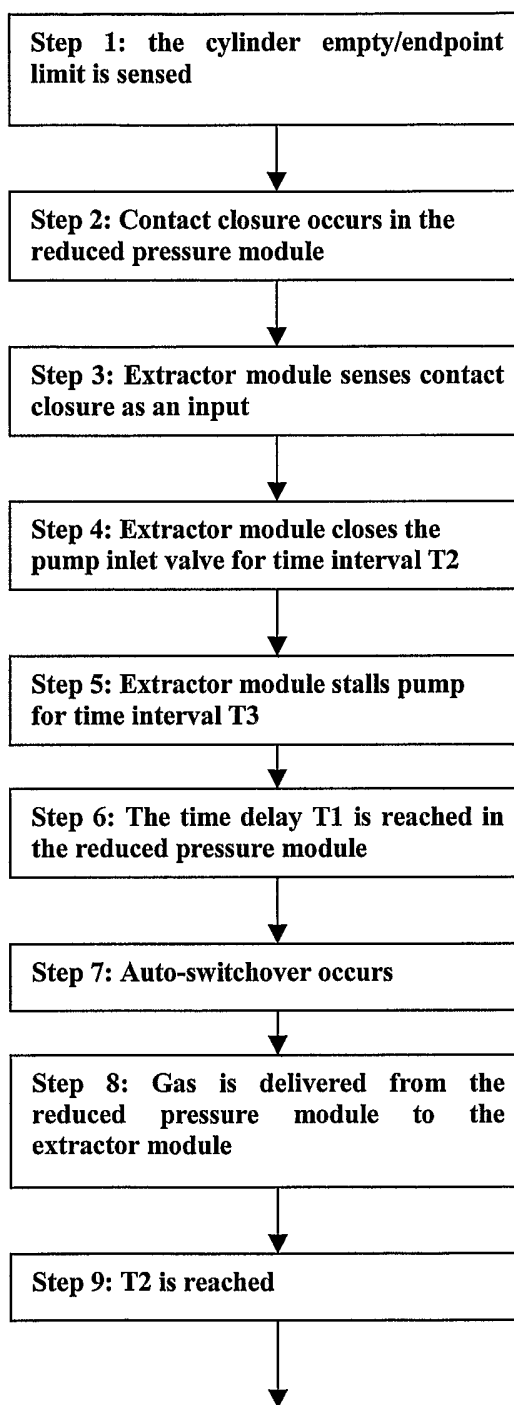 Step 1: the cylinder empty/endpoint
limit is sensed
Step 2: Contact closure occurs in the
reduced pressure module
Step 3: Extractor module senses contact
closure as an input
Step 4: Extractor module closes the
pump inlet valve for time interval T2
Step 5: Extractor module stalls pump
for time interval T3
Step 6: The time delay T1 is reached in
the reduced pressure module
Step 7: Auto-switchover occurs
Step 8: Gas is delivered from the
reduced pressure module to the
extractor module
Step 9: T2 is reached